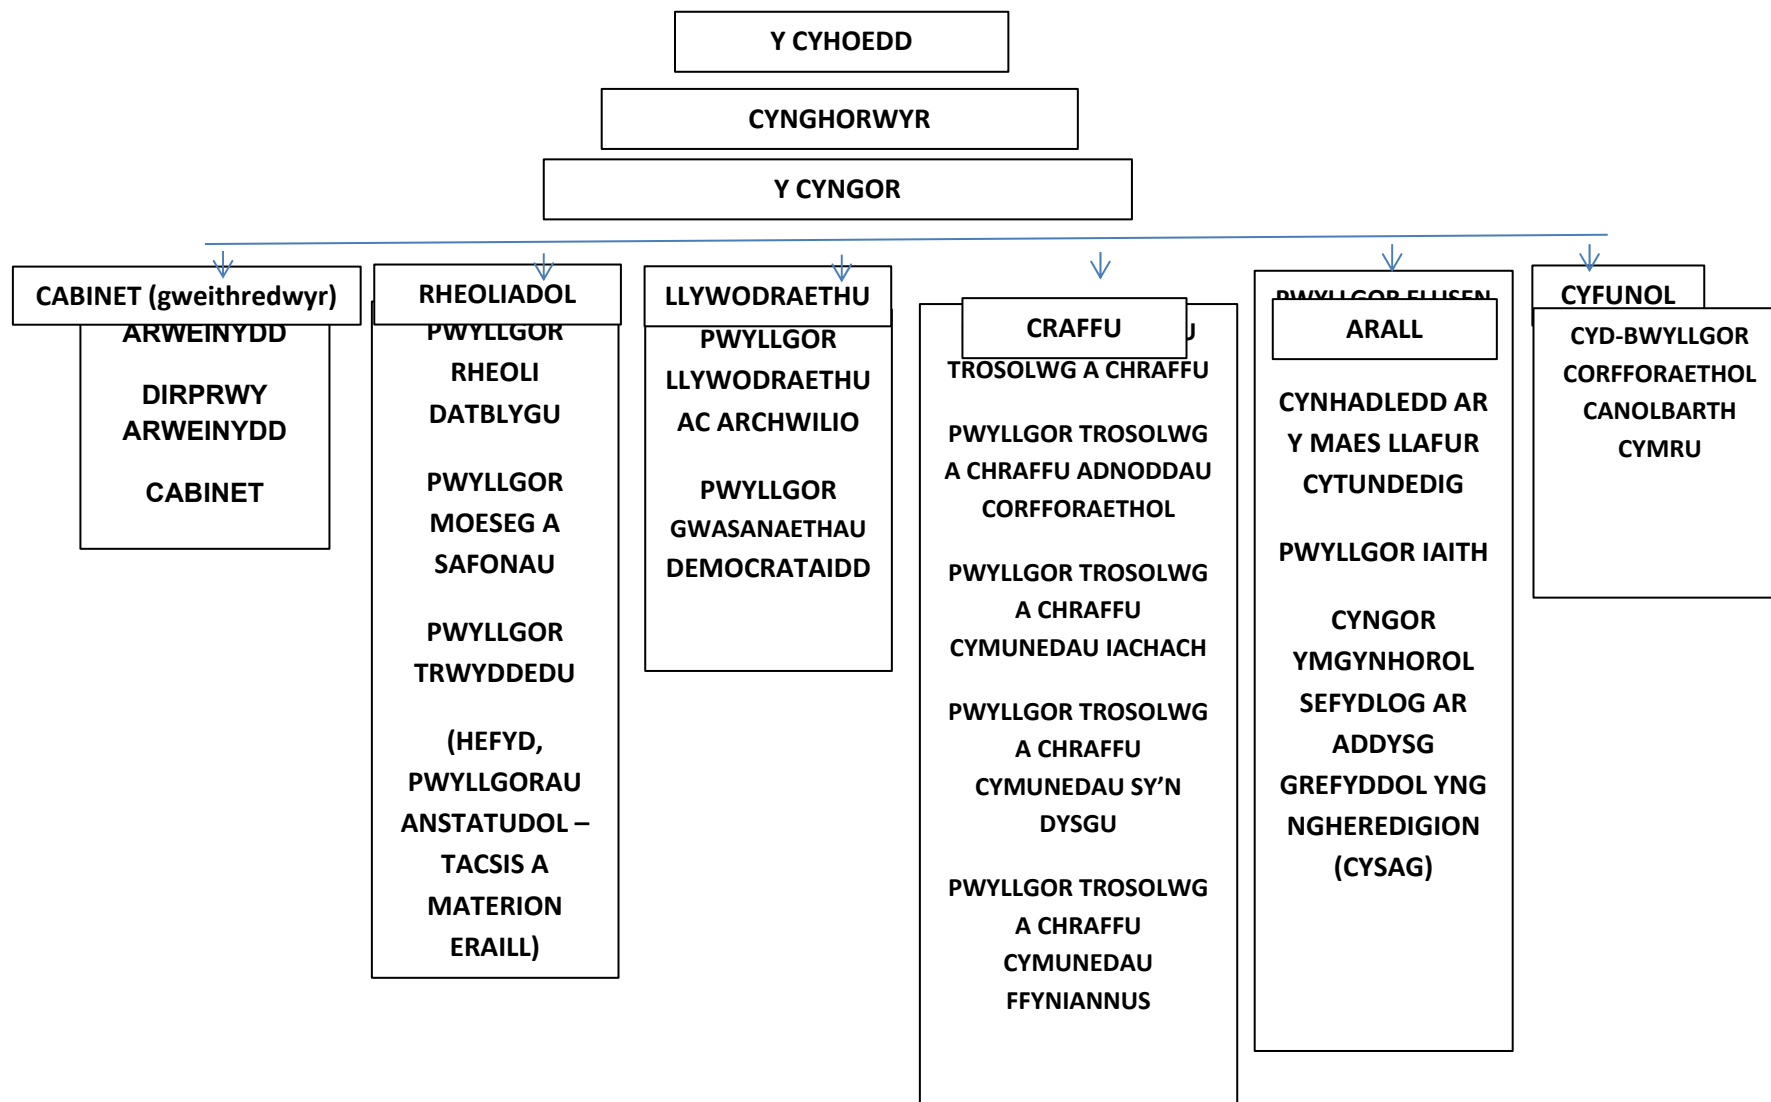 Y CYHOEDD
CYNGHORWYR
Y CYNGOR
CABINET (gweithredwyr)
ARWEINYDD
DIRPRWY
ARWEINYDD
CABINET
RHEOLIADOL
PWYLLGOR
RHEOLI
DATBLYGU
PWYLLGOR
MOESEG A
SAFONAU
PWYLLGOR
TRWYDDEDU
(HEFYD,
PWYLLGORAU
ANSTATUDOL –
TACSIS A
MATERION
ERAILL)
LLYWODRAETHU
PWYLLGOR
LLYWODRAETHU
AC ARCHWILIO
PWYLLGOR
GWASANAETHAU
DEMOCRATAIDD
CRAFFU
TROSOLWG A CHRAFFU
PWYLLGOR TROSOLWG
A CHRAFFU ADNODDAU
CORFFORAETHOL
PWYLLGOR TROSOLWG
A CHRAFFU
CYMUNEDAU IACHACH
PWYLLGOR TROSOLWG
A CHRAFFU
CYMUNEDAU SY’N
DYSGU
PWYLLGOR TROSOLWG
A CHRAFFU
CYMUNEDAU
FFYNIANNUS
PWYLLGOR
ARALL
CYNHADLEDD AR
Y MAES LLAFUR
CYTUNDEDIG
PWYLLGOR IAITH
CYNGOR
YMGYNHOROL
SEFYDLOG AR
ADDYSG
GREFYDDOL YNG
NGHEREDIGION
(CYSAG)
CYFUNOL
CYD-BWYLLGOR
CORFFORAETHOL
CANOLBARTH
CYMRU